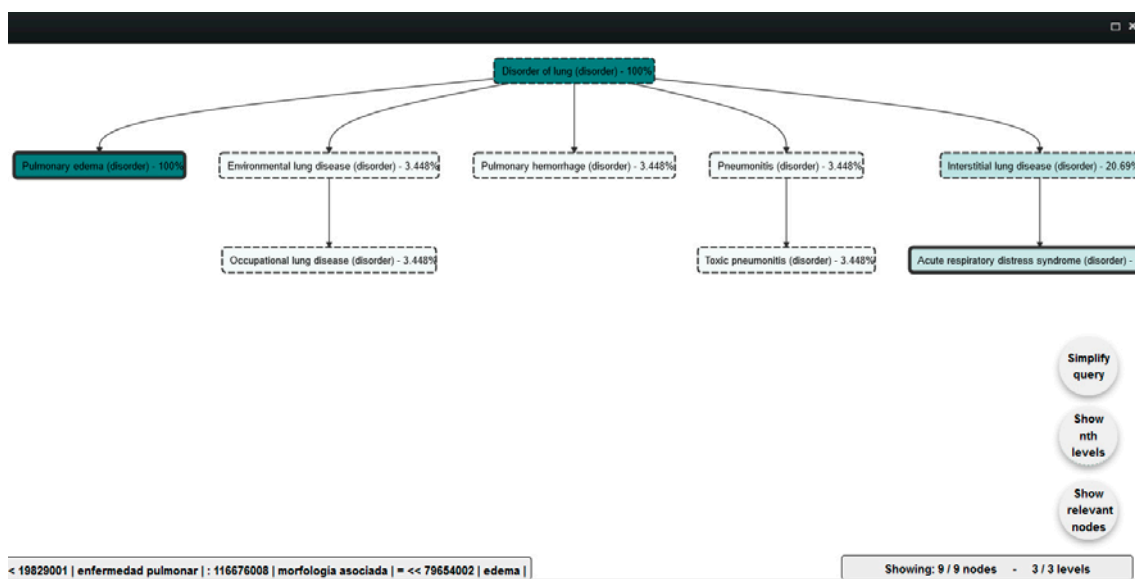 Disorder of lung (disorder) - 100%
Pulmonary edema (disorder) - 100%
Environmental lung disease (disorder) - 3.448%
Pulmonary hemorrhage (disorder) - 3.448%
Pneumonitis (disorder) - 3.448%
Interstitial lung disease (disorder) - 20.69%
Occupational lung disease (disorder) - 3.448%
Toxic pneumonitis (disorder) - 3.448%
Acute respiratory distress syndrome (disorder) -
Simplify
query
Show
nth
levels
Show
relevant
nodes
< 19829001 | enfermedad pulmonar | : 116676008 | morfología asociada | = << 79654002 | edema |
Showing: 9 / 9 nodes - 3 / 3 levels